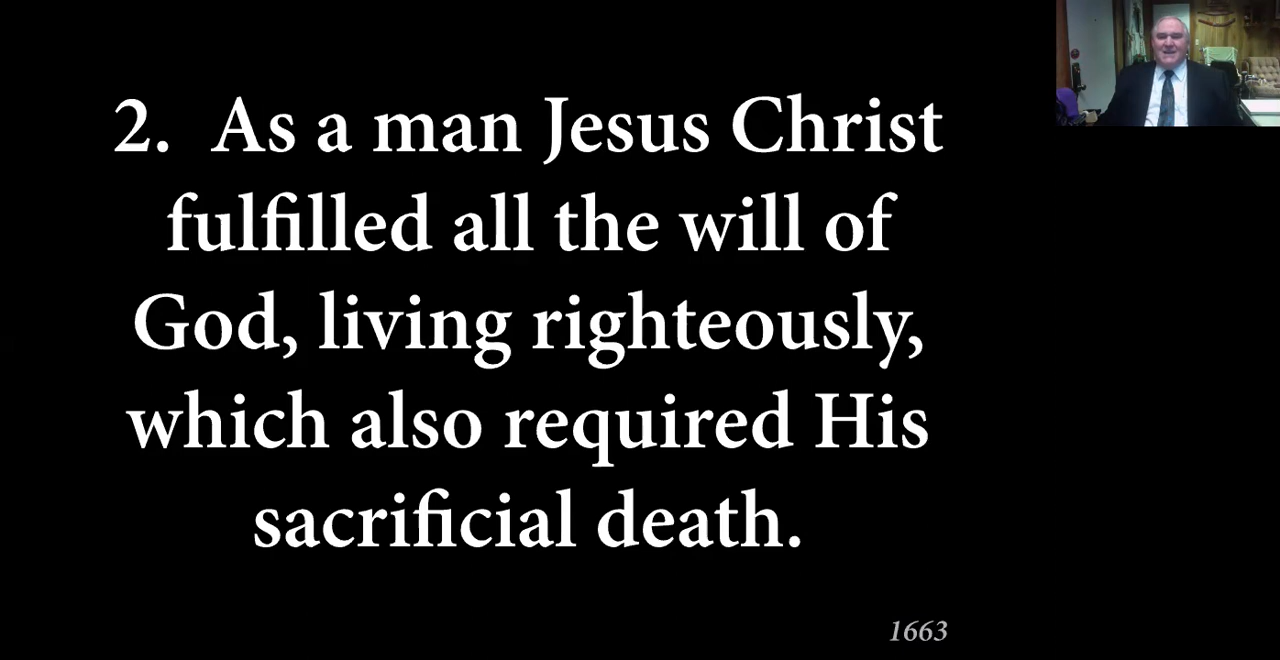 2. As a man Jesus Christ
fulfilled all the will of
God, living righteously,
which also required His
sacrificial death.
1663